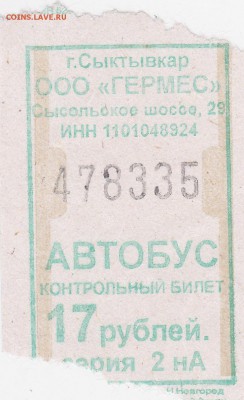 COINS.LAVE.RU
г.Сыктывкар
ООО «ГЕРМЕС»
Сысольское шоссе, 29
ИНН 1101048924
478335
АВТОБУС
КОНТРОЛЬНЫЙ БИЛЕТ
17 рублей.
серия 2 нА
Новгород